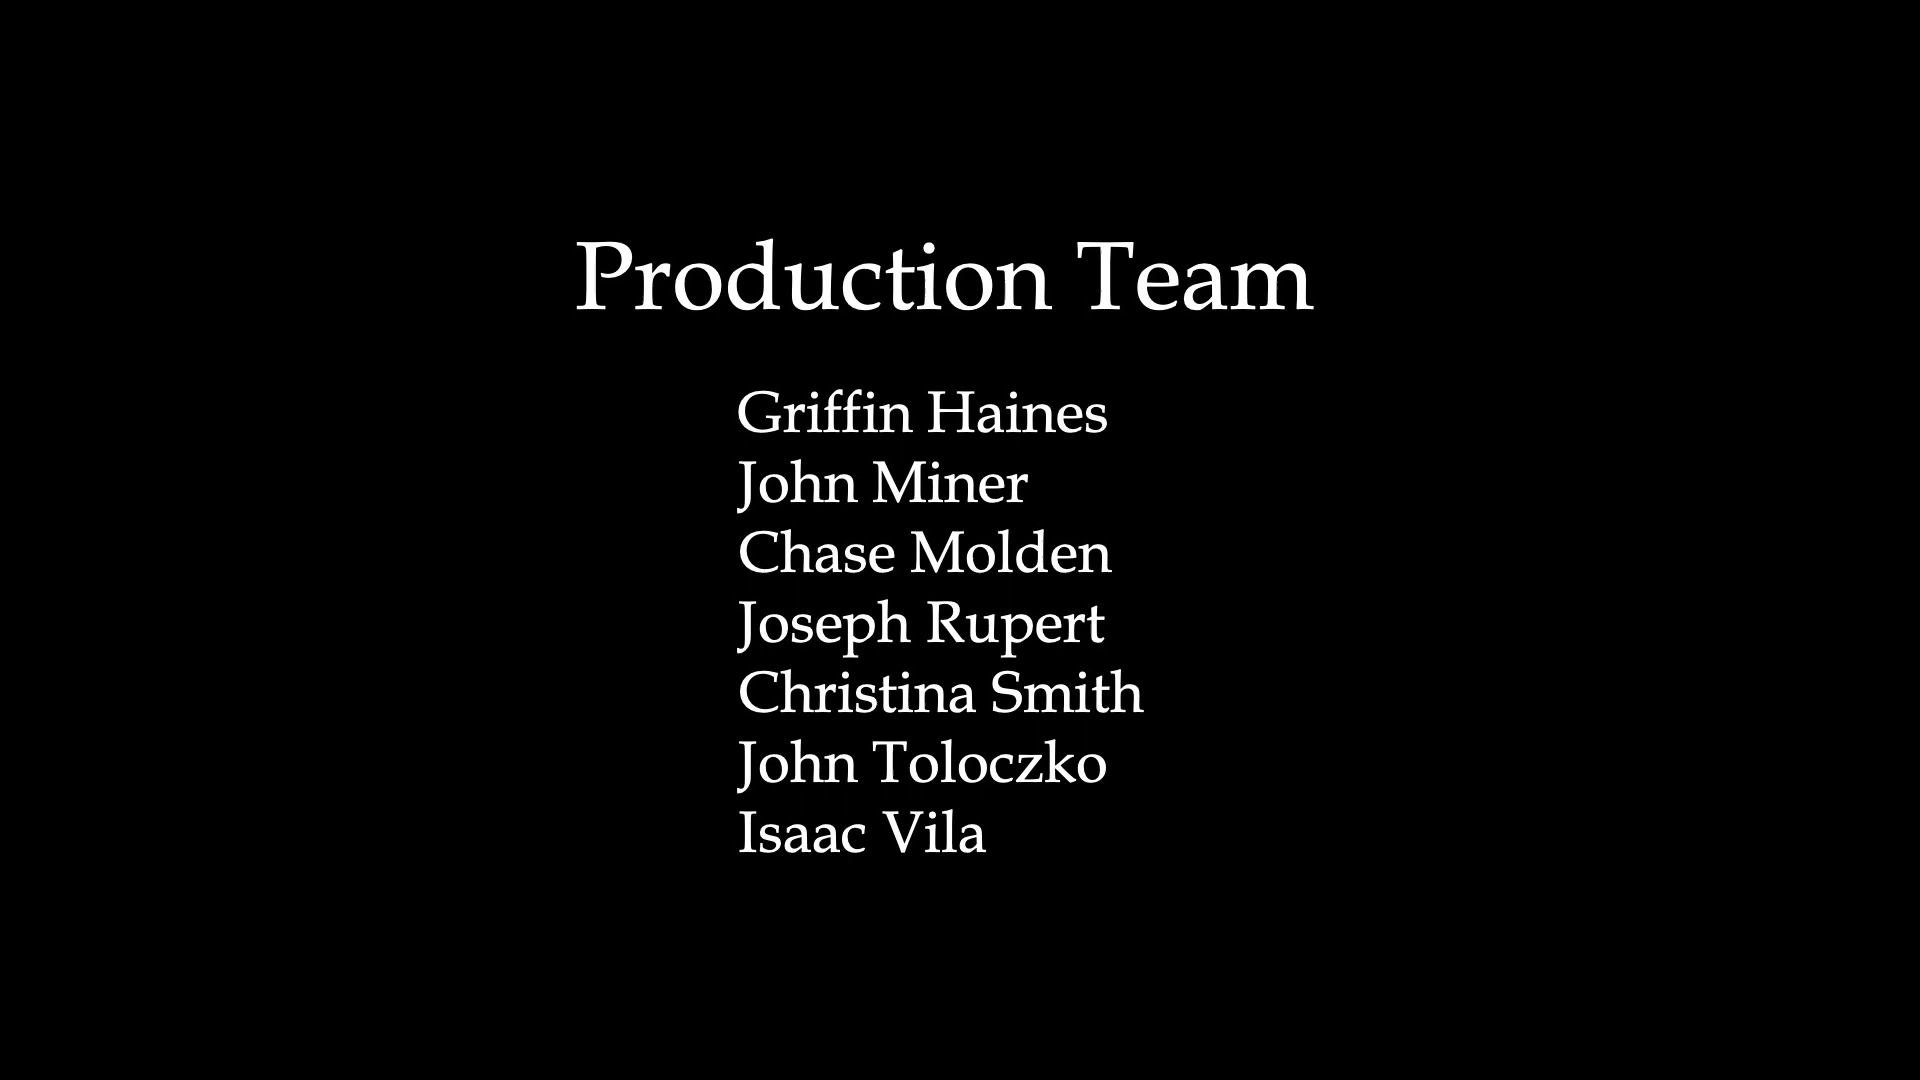 Production Team
Griffin Haines
John Miner
Chase Molden
Joseph Rupert
Christina Smith
John Toloczko
Isaac Vila